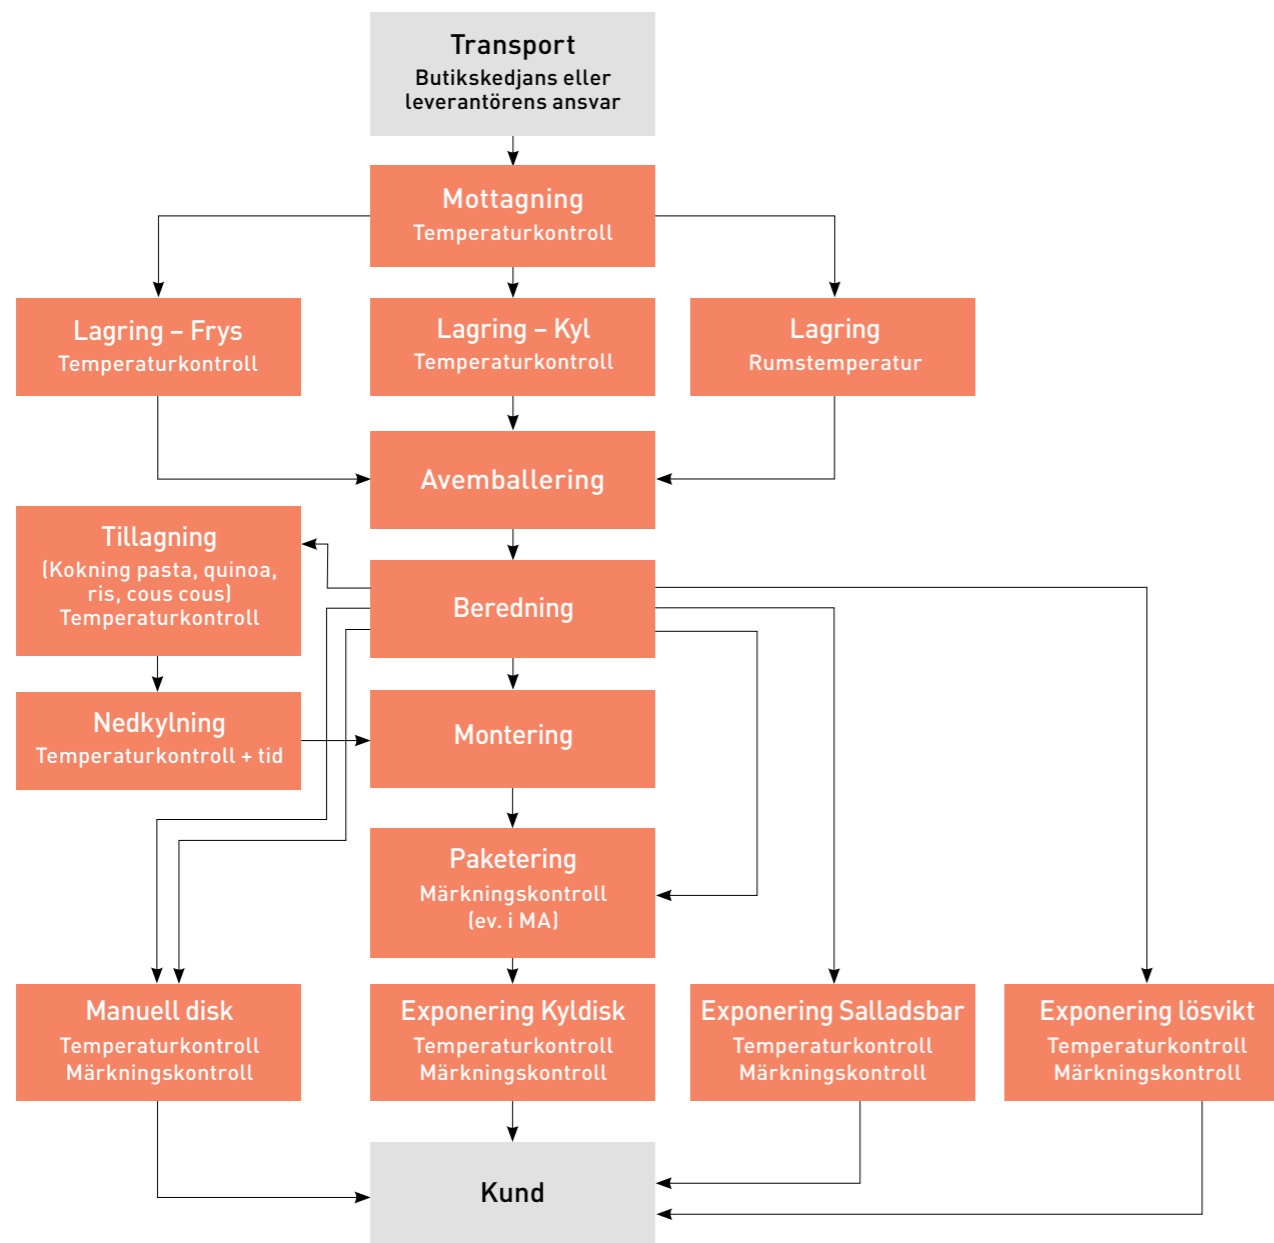 Transport
Butikskedjans eller
leverantörens ansvar
Mottagning
Temperaturkontroll
Lagring – Frys
Temperaturkontroll
Lagring – Kyl
Temperaturkontroll
Lagring
Rumstemperatur
Avemballering
Tillagning
(Kokning pasta, quinoa,
ris, cous cous)
Temperaturkontroll
Beredning
Nedkylning
Temperaturkontroll + tid
Montering
Paketering
Märkningskontroll
(ev. i MA)
Manuell disk
Temperaturkontroll
Märkningskontroll
Exponering Kyldisk
Temperaturkontroll
Märkningskontroll
Exponering Salladsbar
Temperaturkontroll
Märkningskontroll
Exponering lösvikt
Temperaturkontroll
Märkningskontroll
Kund